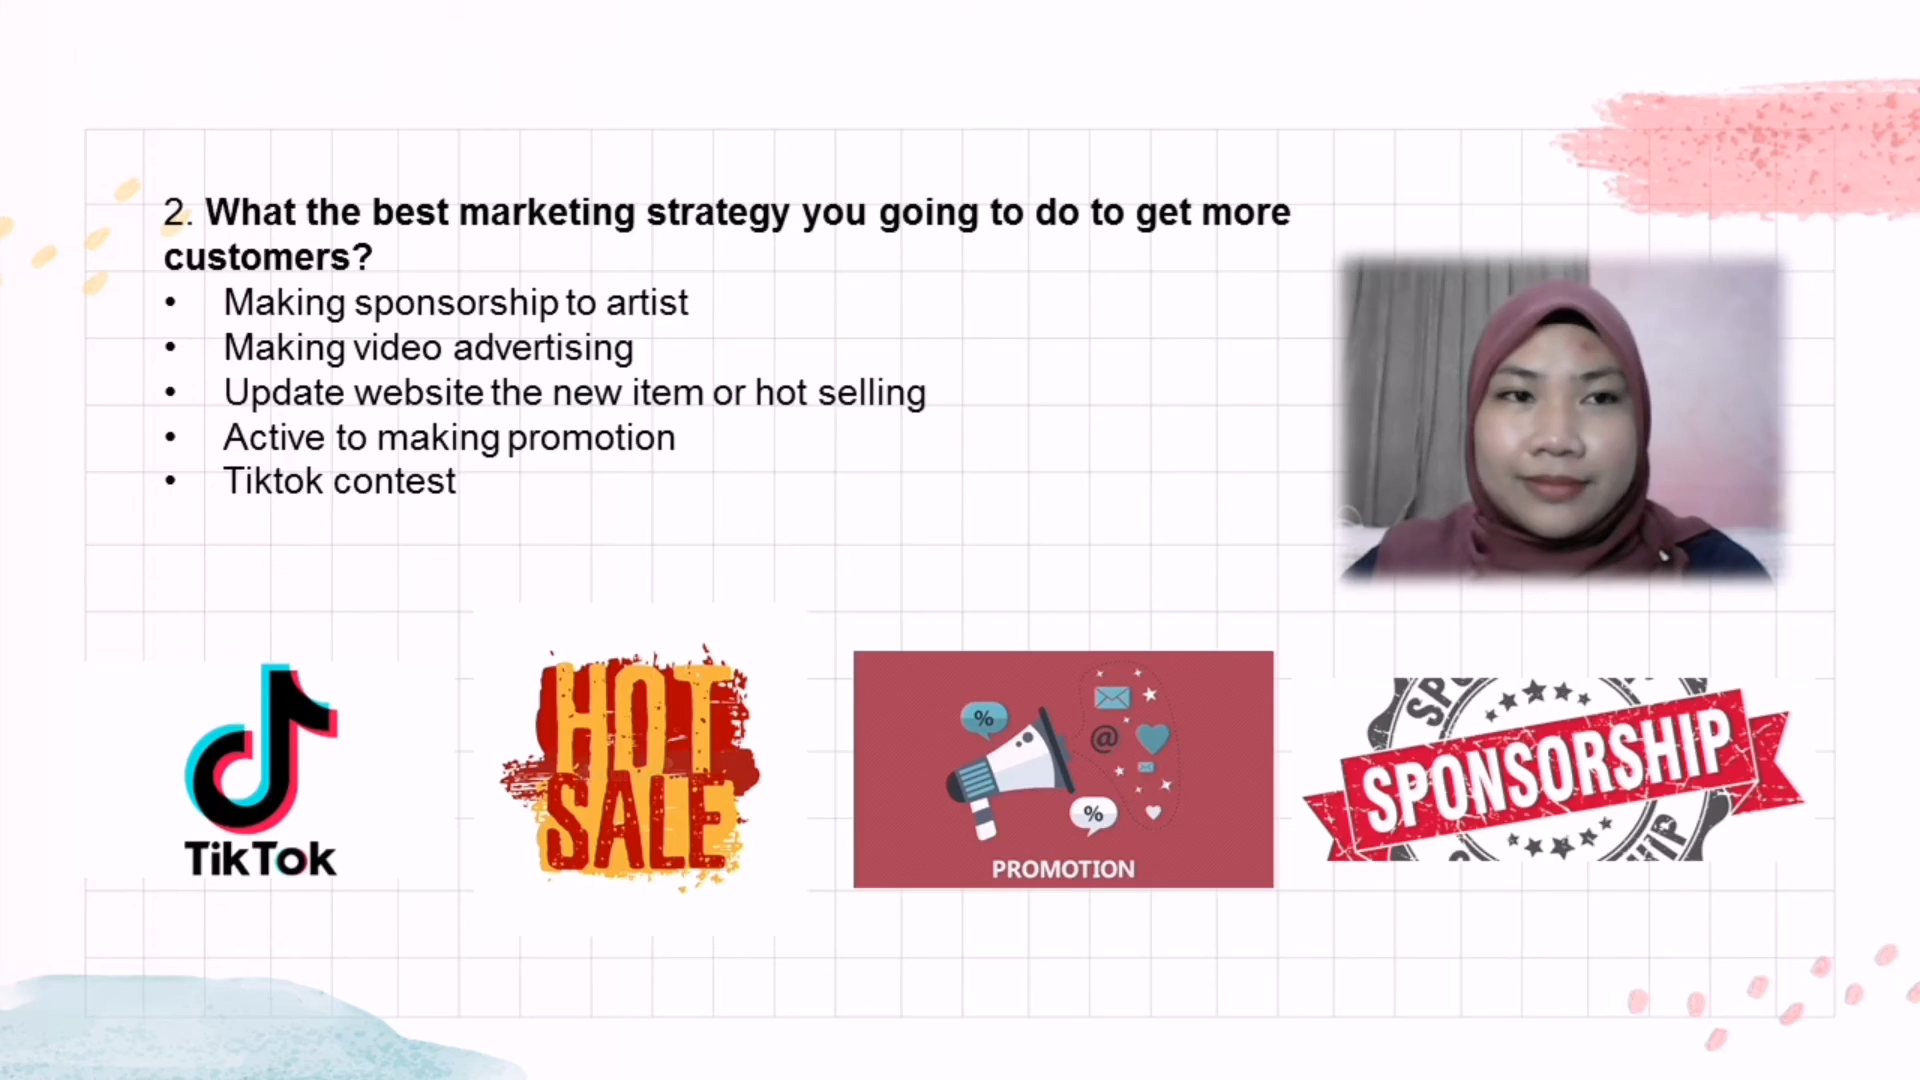 2. What the best marketing strategy you going to do to get more
customers?
• Making sponsorship to artist
• Making video advertising
• Update website the new item or hot selling
• Active to making promotion
• Tiktok contest
TikTok
HOT
SALE
%
@
%
PROMOTION
SPO
SPONSORSHIP
HIP